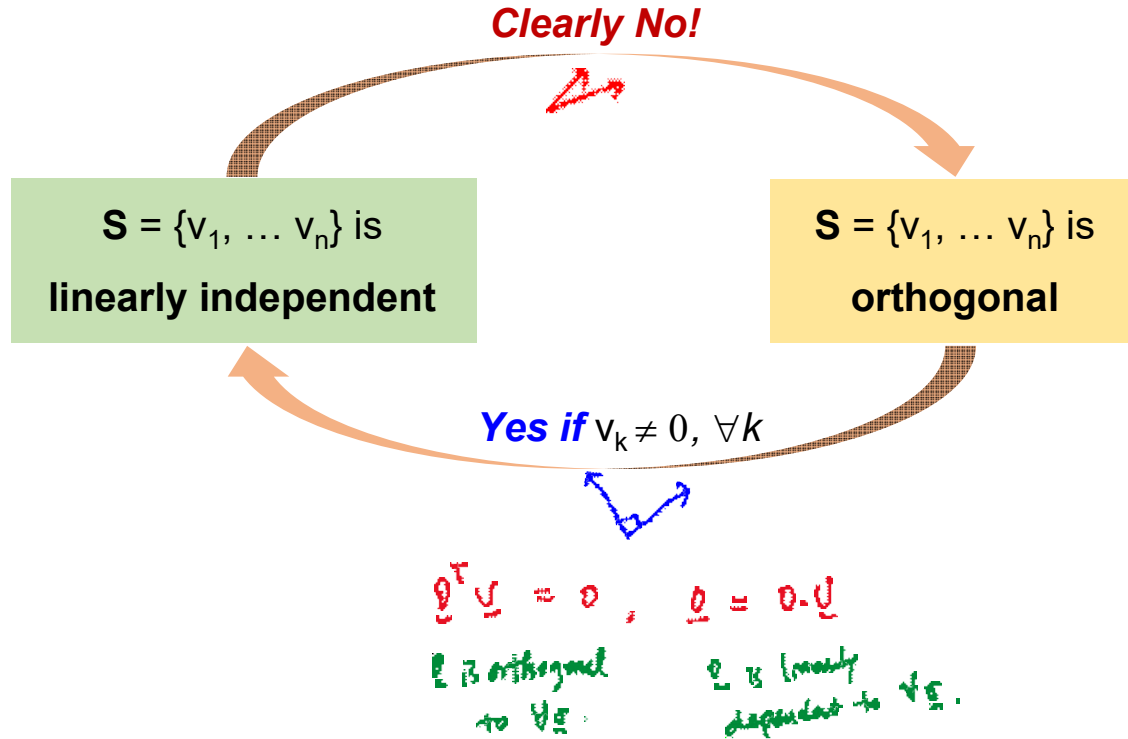 Clearly No!
S = {v₁, … vₙ} is
linearly independent
S = {v₁, … vₙ} is
orthogonal
Yes if vₖ ≠ 0, ∀k
0ᵀ v = 0 , 0 = 0·v
0 is orthogonal
to ∀v.
0 is linearly
dependent to ∀v.